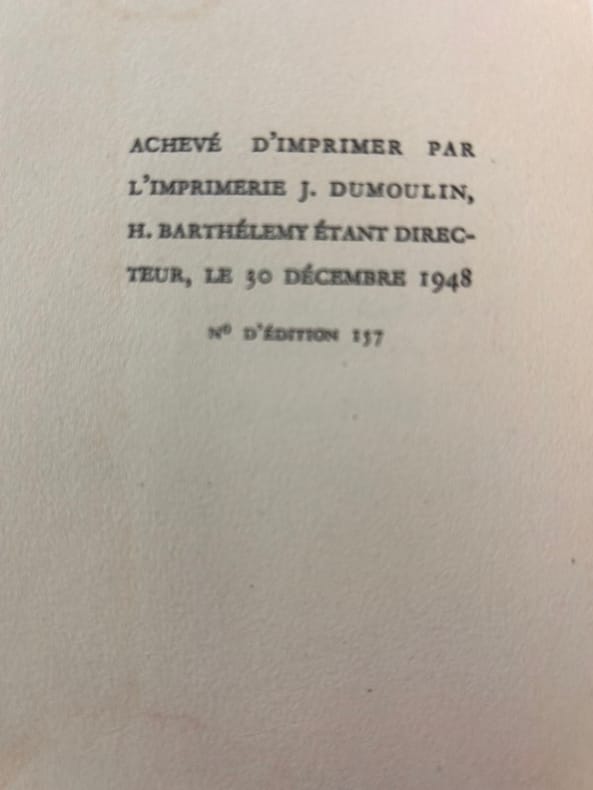 ACHEVÉ D'IMPRIMER PAR
L'IMPRIMERIE J. DUMOULIN,
H. BARTHÉLEMY ÉTANT DIREC-
TEUR, LE 30 DÉCEMBRE 1948
Nº D'ÉDITION 157